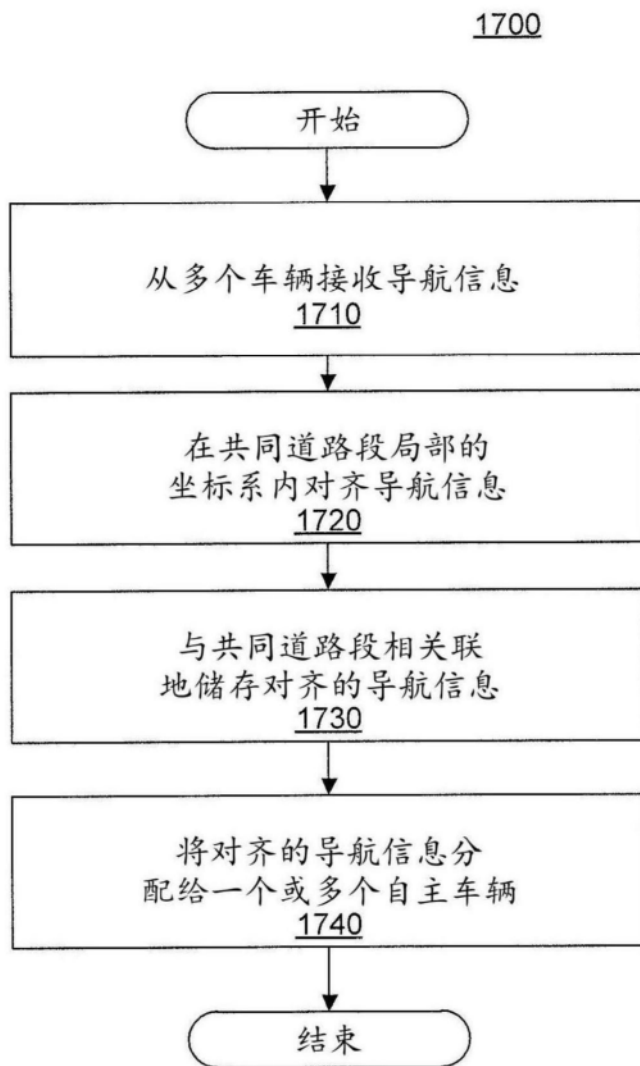 1700
开始
从多个车辆接收导航信息
1710
在共同道路段局部的
坐标系内对齐导航信息
1720
与共同道路段相关联
地储存对齐的导航信息
1730
将对齐的导航信息分
配给一个或多个自主车辆
1740
结束